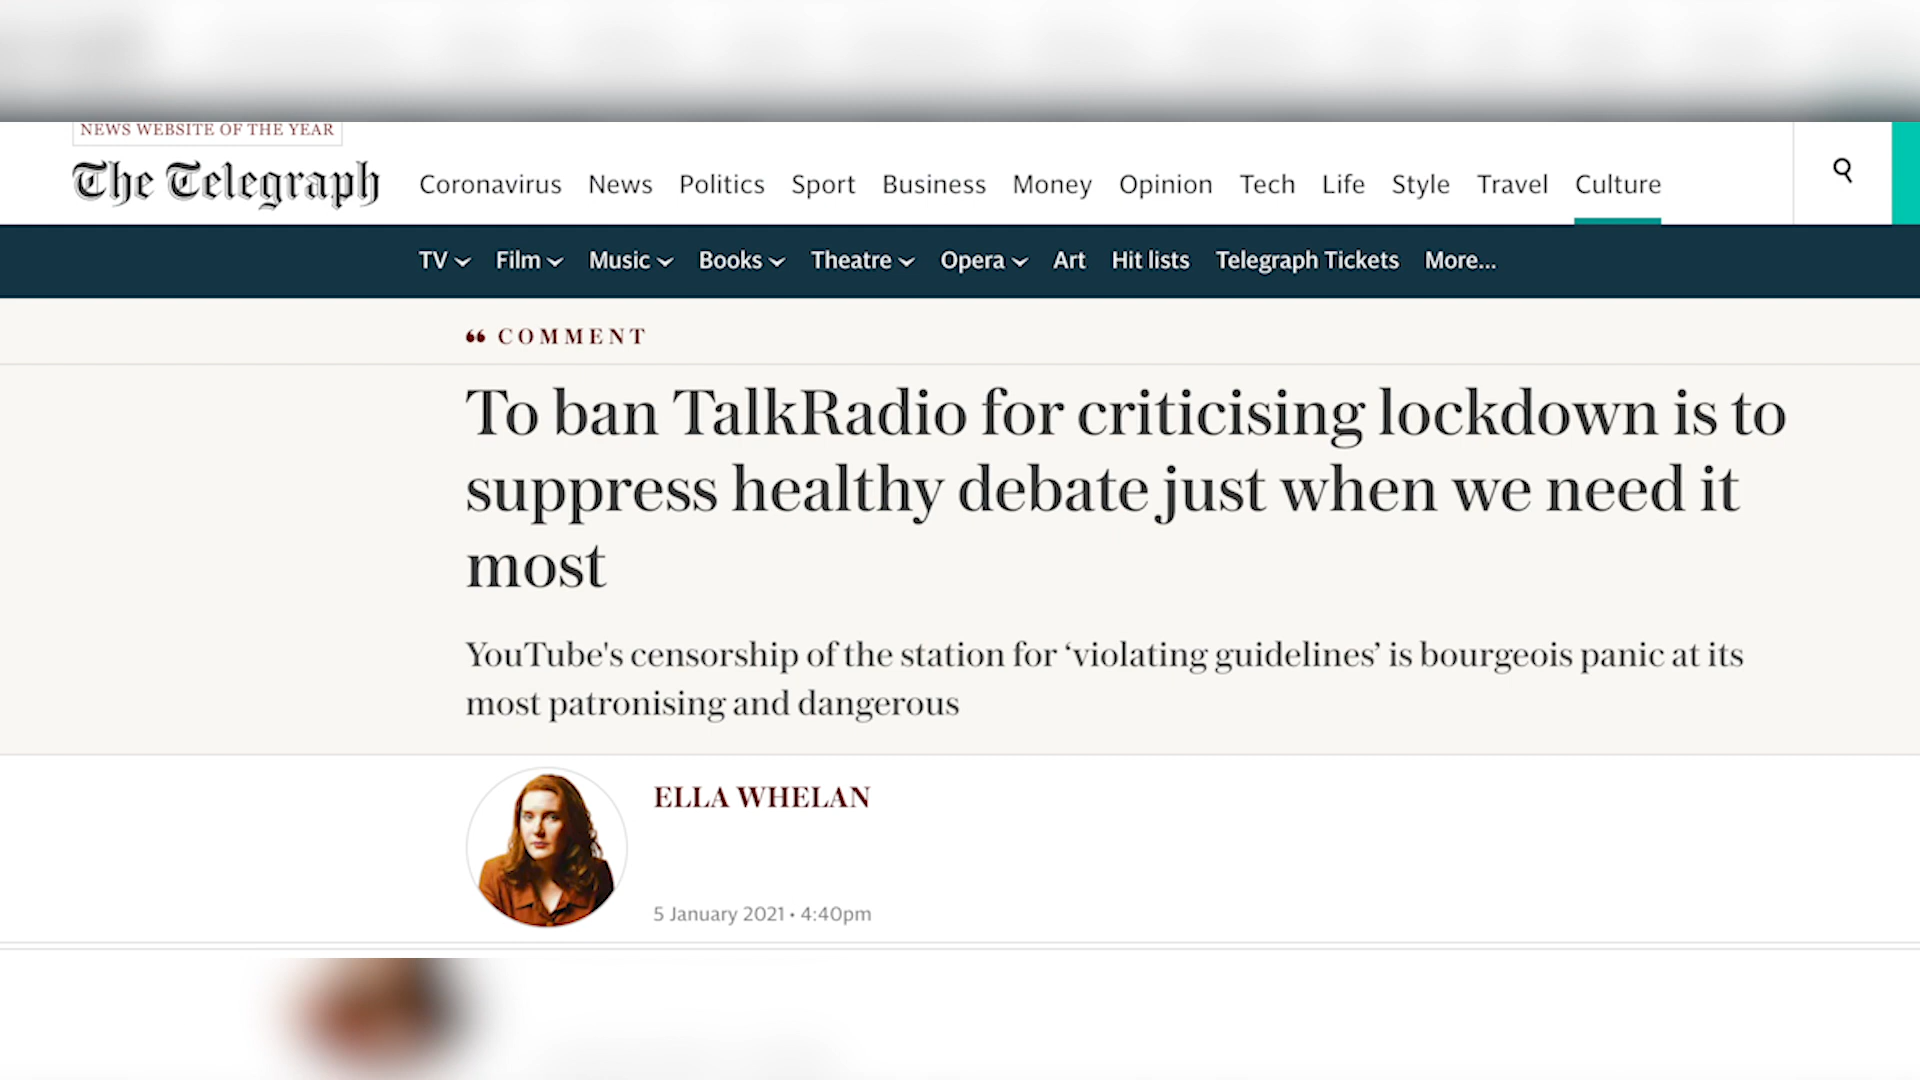 NEWS WEBSITE OF THE YEAR
The Telegraph Coronavirus News Politics Sport Business Money Opinion Tech Life Style Travel Culture
TV Film Music Books Theatre Opera Art Hit lists Telegraph Tickets More...
“ COMMENT
To ban TalkRadio for criticising lockdown is to
suppress healthy debate just when we need it
most
YouTube's censorship of the station for ‘violating guidelines’ is bourgeois panic at its
most patronising and dangerous
ELLA WHELAN
5 January 2021 • 4:40pm